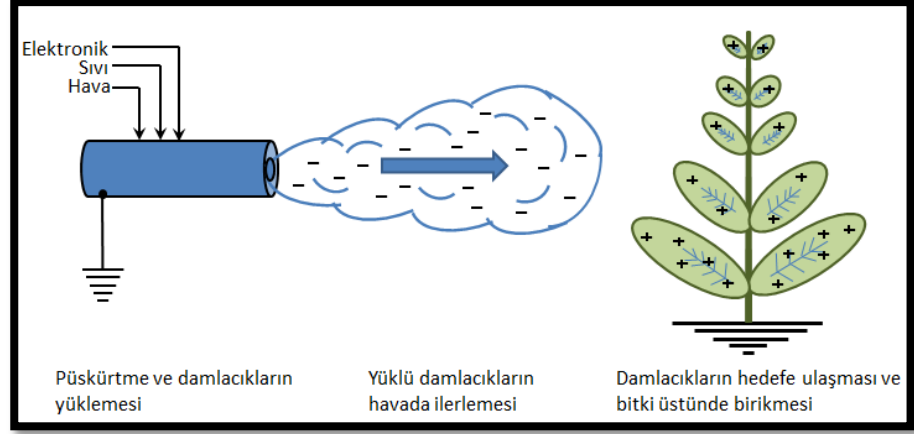 Elektronik
Sıvı
Hava
Püskürtme ve damlacıkların
yüklemesi
Yüklü damlacıkların
havada ilerlemesi
Damlacıkların hedefe ulaşması ve
bitki üstünde birikmesi